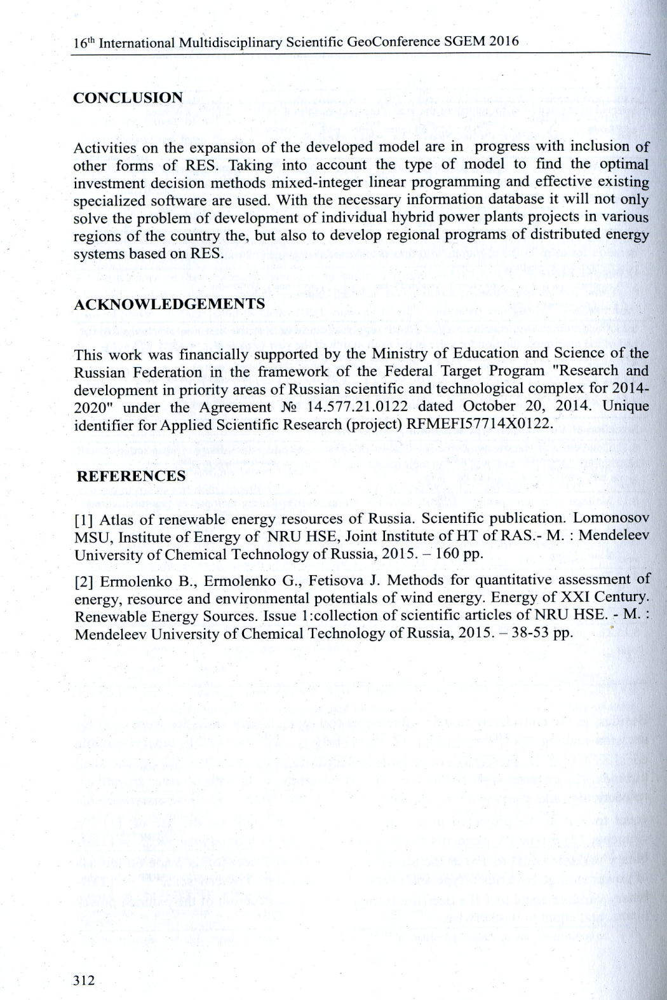 16th International Multidisciplinary Scientific GeoConference SGEM 2016
CONCLUSION
Activities on the expansion of the developed model are in progress with inclusion of
other forms of RES. Taking into account the type of model to find the optimal
investment decision methods mixed-integer linear programming and effective existing
specialized software are used. With the necessary information database it will not only
solve the problem of development of individual hybrid power plants projects in various
regions of the country the, but also to develop regional programs of distributed energy
systems based on RES.
ACKNOWLEDGEMENTS
This work was financially supported by the Ministry of Education and Science of the
Russian Federation in the framework of the Federal Target Program "Research and
development in priority areas of Russian scientific and technological complex for 2014-
2020" under the Agreement № 14.577.21.0122 dated October 20, 2014. Unique
identifier for Applied Scientific Research (project) RFMEFI57714X0122.
REFERENCES
[1] Atlas of renewable energy resources of Russia. Scientific publication. Lomonosov
MSU, Institute of Energy of NRU HSE, Joint Institute of HT of RAS.- M. : Mendeleev
University of Chemical Technology of Russia, 2015. – 160 pp.
[2] Ermolenko B., Ermolenko G., Fetisova J. Methods for quantitative assessment of
energy, resource and environmental potentials of wind energy. Energy of XXI Century.
Renewable Energy Sources. Issue 1:collection of scientific articles of NRU HSE. - M. :
Mendeleev University of Chemical Technology of Russia, 2015. – 38-53 pp.
312